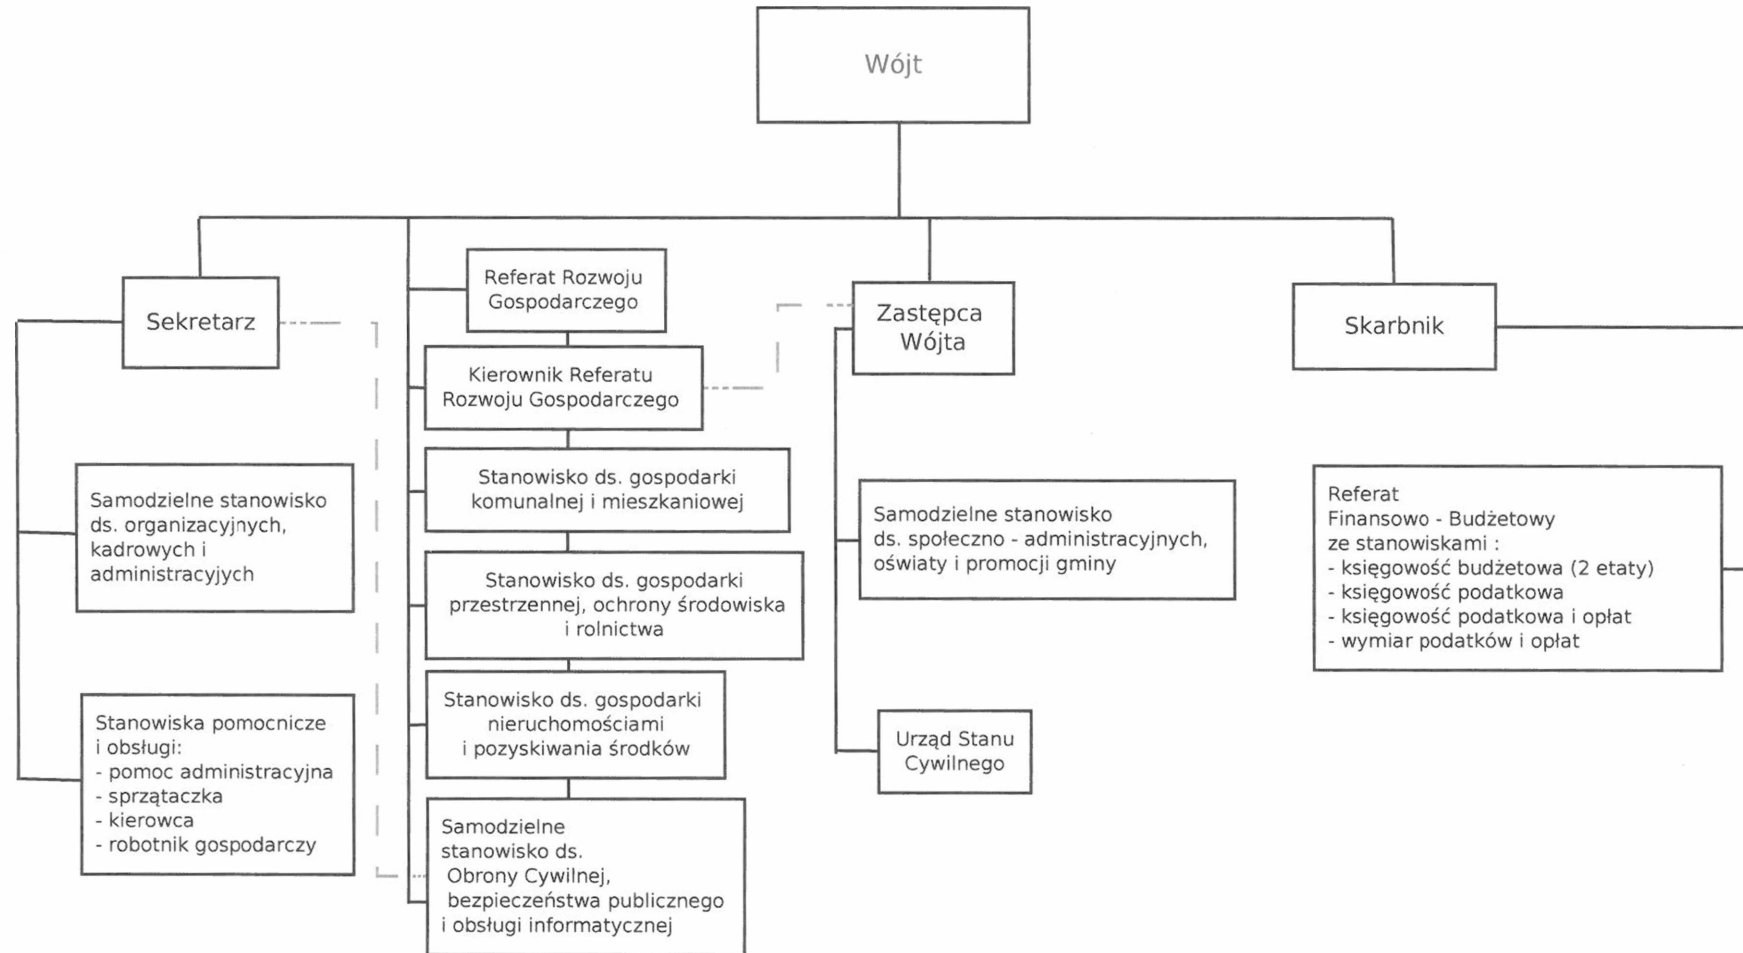 Wójt
Sekretarz
Samodzielne stanowisko
ds. organizacyjnych,
kadrowych i
administracyjych
Stanowiska pomocnicze
i obsługi:
- pomoc administracyjna
- sprzątaczka
- kierowca
- robotnik gospodarczy
Referat Rozwoju
Gospodarczego
Kierownik Referatu
Rozwoju Gospodarczego
Stanowisko ds. gospodarki
komunalnej i mieszkaniowej
Stanowisko ds. gospodarki
przestrzennej, ochrony środowiska
i rolnictwa
Stanowisko ds. gospodarki
nieruchomościami
i pozyskiwania środków
Samodzielne
stanowisko ds.
Obrony Cywilnej,
bezpieczeństwa publicznego
i obsługi informatycznej
Zastępca
Wójta
Samodzielne stanowisko
ds. społeczno - administracyjnych,
oświaty i promocji gminy
Urząd Stanu
Cywilnego
Skarbnik
Referat
Finansowo - Budżetowy
ze stanowiskami :
- księgowość budżetowa (2 etaty)
- księgowość podatkowa
- księgowość podatkowa i opłat
- wymiar podatków i opłat